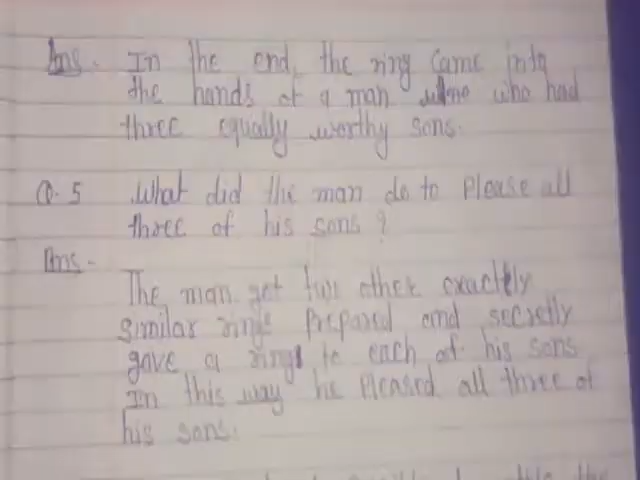 Ans. In the end, the ring came into
the hands of a man who had
three equally worthy sons.
Q. 5 What did the man do to Please all
three of his sons?
Ans - The man got two other exactly
similar rings Prepared and secretly
gave a ring to each of his sons
In this way he Pleased all three of
his sons.